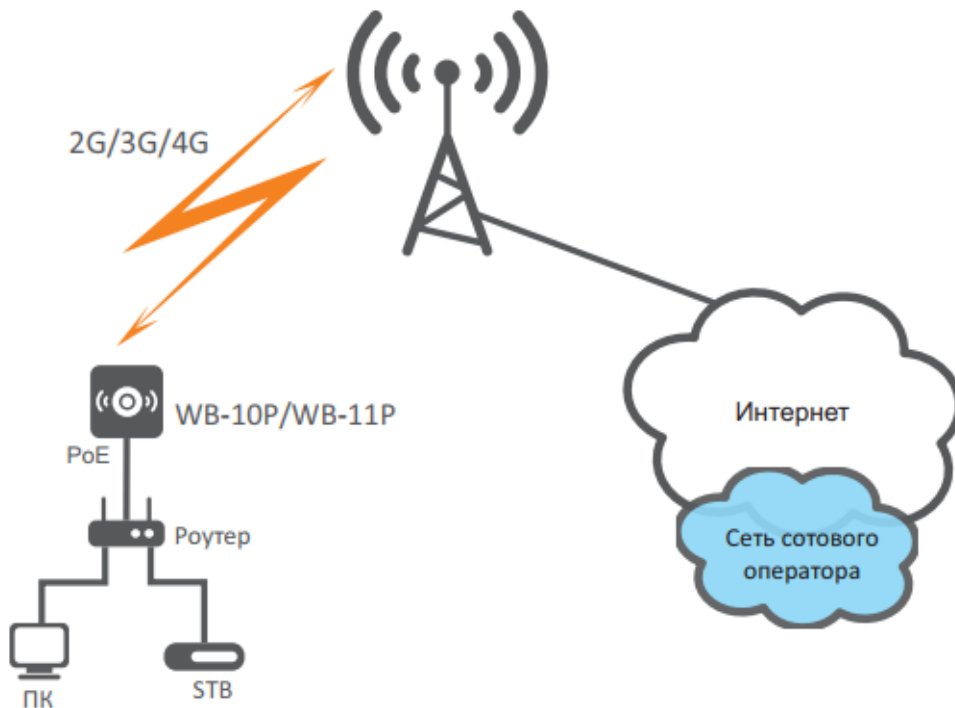 2G/3G/4G
WB-10P/WB-11P
PoE
Роутер
ПК
STB
Интернет
Сеть сотового
оператора